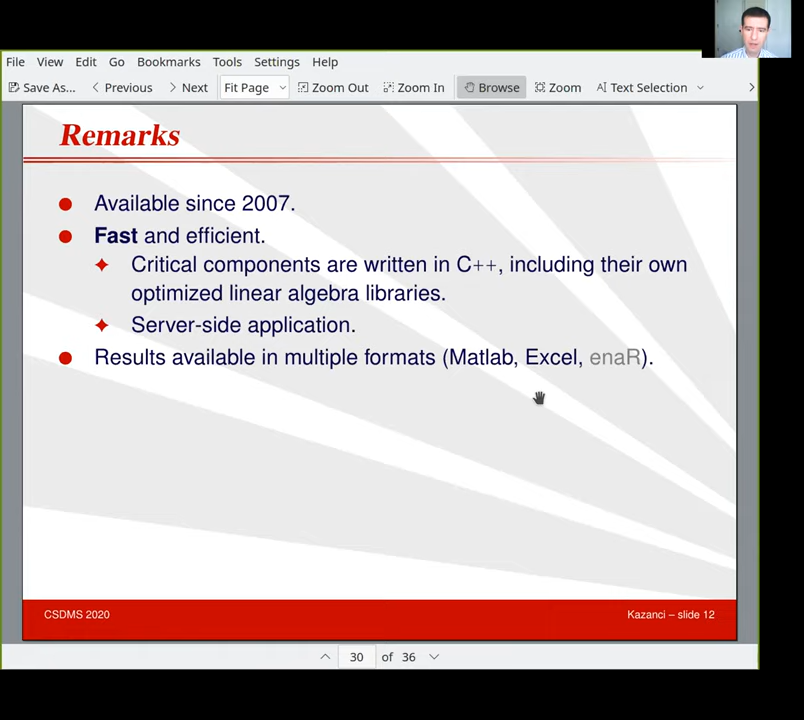 File View Edit Go Bookmarks Tools Settings Help
Save As... Previous Next Fit Page Zoom Out Zoom In Browse Zoom Text Selection
Remarks
Available since 2007.
Fast and efficient.
Critical components are written in C++, including their own
optimized linear algebra libraries.
Server-side application.
Results available in multiple formats (Matlab, Excel, enaR).
CSDMS 2020 Kazanci – slide 12
30 of 36